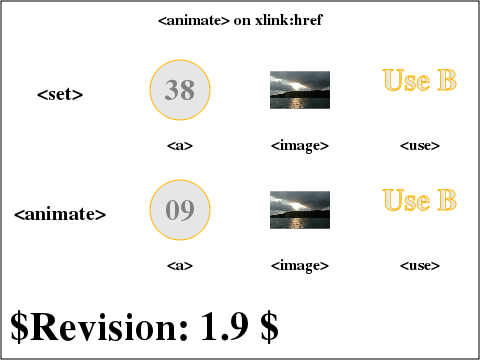 <animate> on xlink:href
38
Use B
<set>
<a>
<image>
<use>
09
Use B
<animate>
<a>
<image>
<use>
$Revision: 1.9 $